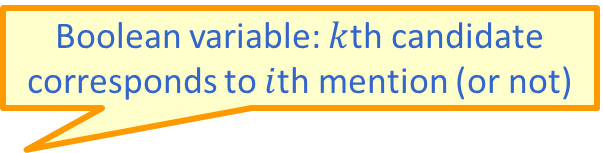 Boolean variable: kth candidate
corresponds to ith mention (or not)